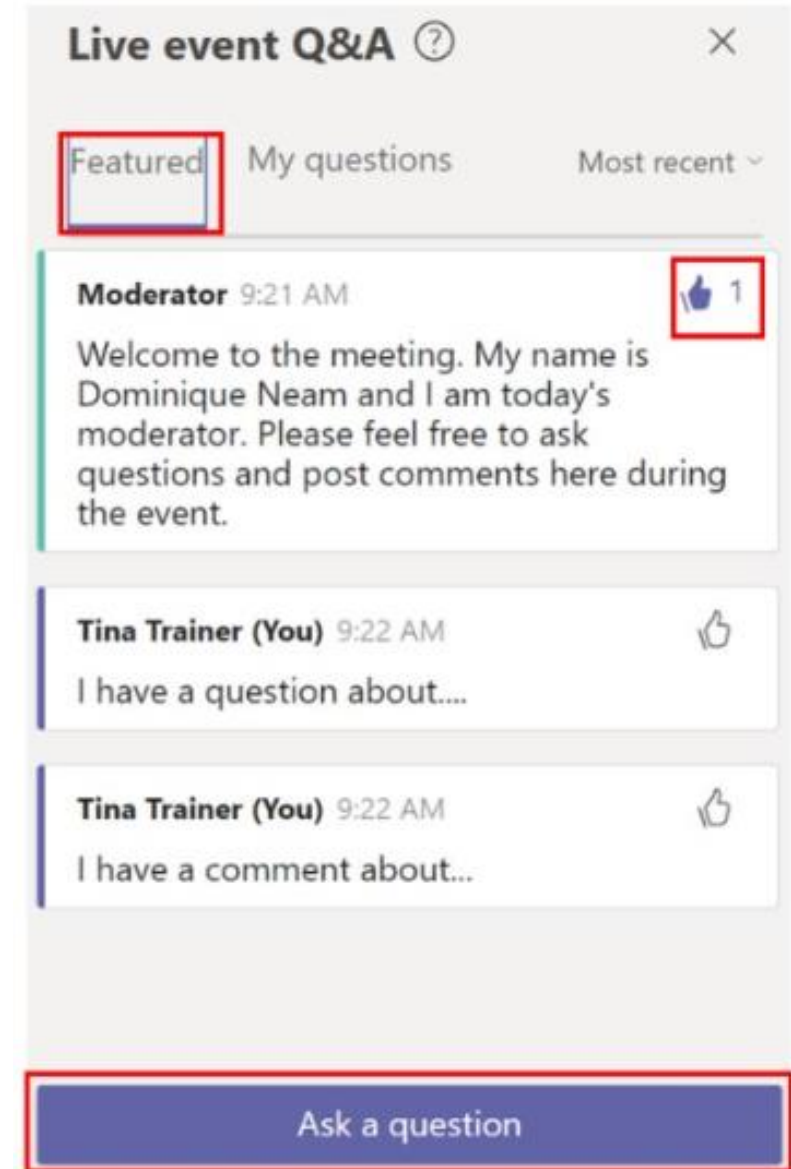 Live event Q&A ?
Featured My questions Most recent
Moderator 9:21 AM 1
Welcome to the meeting. My name is
Dominique Neam and I am today's
moderator. Please feel free to ask
questions and post comments here during
the event.
Tina Trainer (You) 9:22 AM
I have a question about....
Tina Trainer (You) 9:22 AM
I have a comment about...
Ask a question